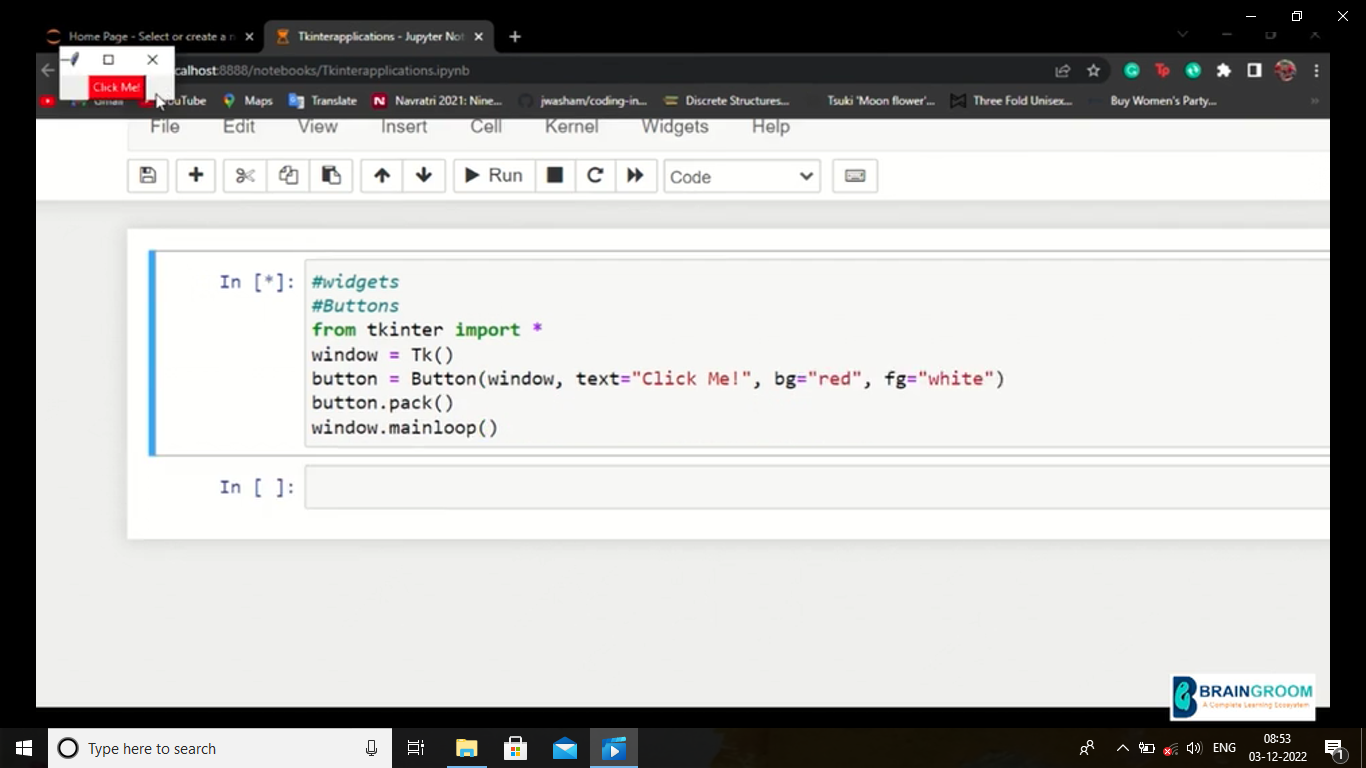 Home Page - Select or create a n
Tkinterapplications - Jupyter Not
calhost:8888/notebooks/Tkinterapplications.ipynb
Click Me!
Gmail
YouTube
Maps
Translate
Navratri 2021: Nine...
jwasham/coding-in...
Discrete Structures...
Tsuki 'Moon flower'...
Three Fold Unisex...
Buy Women's Party...
File Edit View Insert Cell Kernel Widgets Help
Run
Code
In [*]:
#widgets
#Buttons
from tkinter import *
window = Tk()
button = Button(window, text="Click Me!", bg="red", fg="white")
button.pack()
window.mainloop()
In [ ]:
BRAINGROOM
A Complete Learning Ecosystem
Type here to search
ENG
08:53
03-12-2022
1